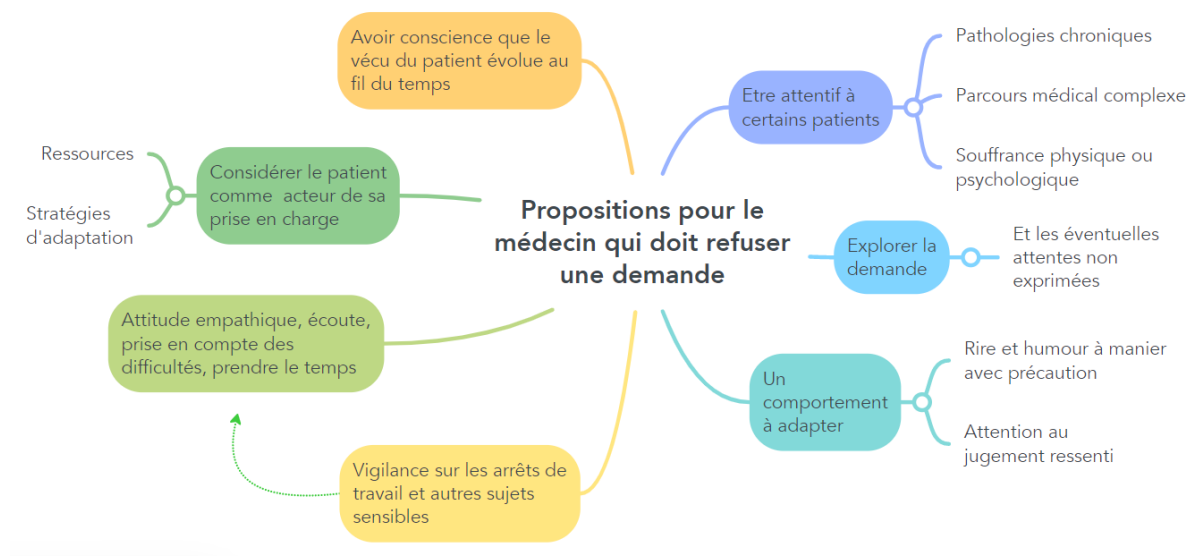 Propositions pour le
médecin qui doit refuser
une demande
Avoir conscience que le
vécu du patient évolue au
fil du temps
Considérer le patient
comme acteur de sa
prise en charge
Ressources
Stratégies
d'adaptation
Attitude empathique, écoute,
prise en compte des
difficultés, prendre le temps
Vigilance sur les arrêts de
travail et autres sujets
sensibles
Etre attentif à
certains patients
Pathologies chroniques
Parcours médical complexe
Souffrance physique ou
psychologique
Explorer la
demande
Et les éventuelles
attentes non
exprimées
Un
comportement
à adapter
Rire et humour à manier
avec précaution
Attention au
jugement ressenti